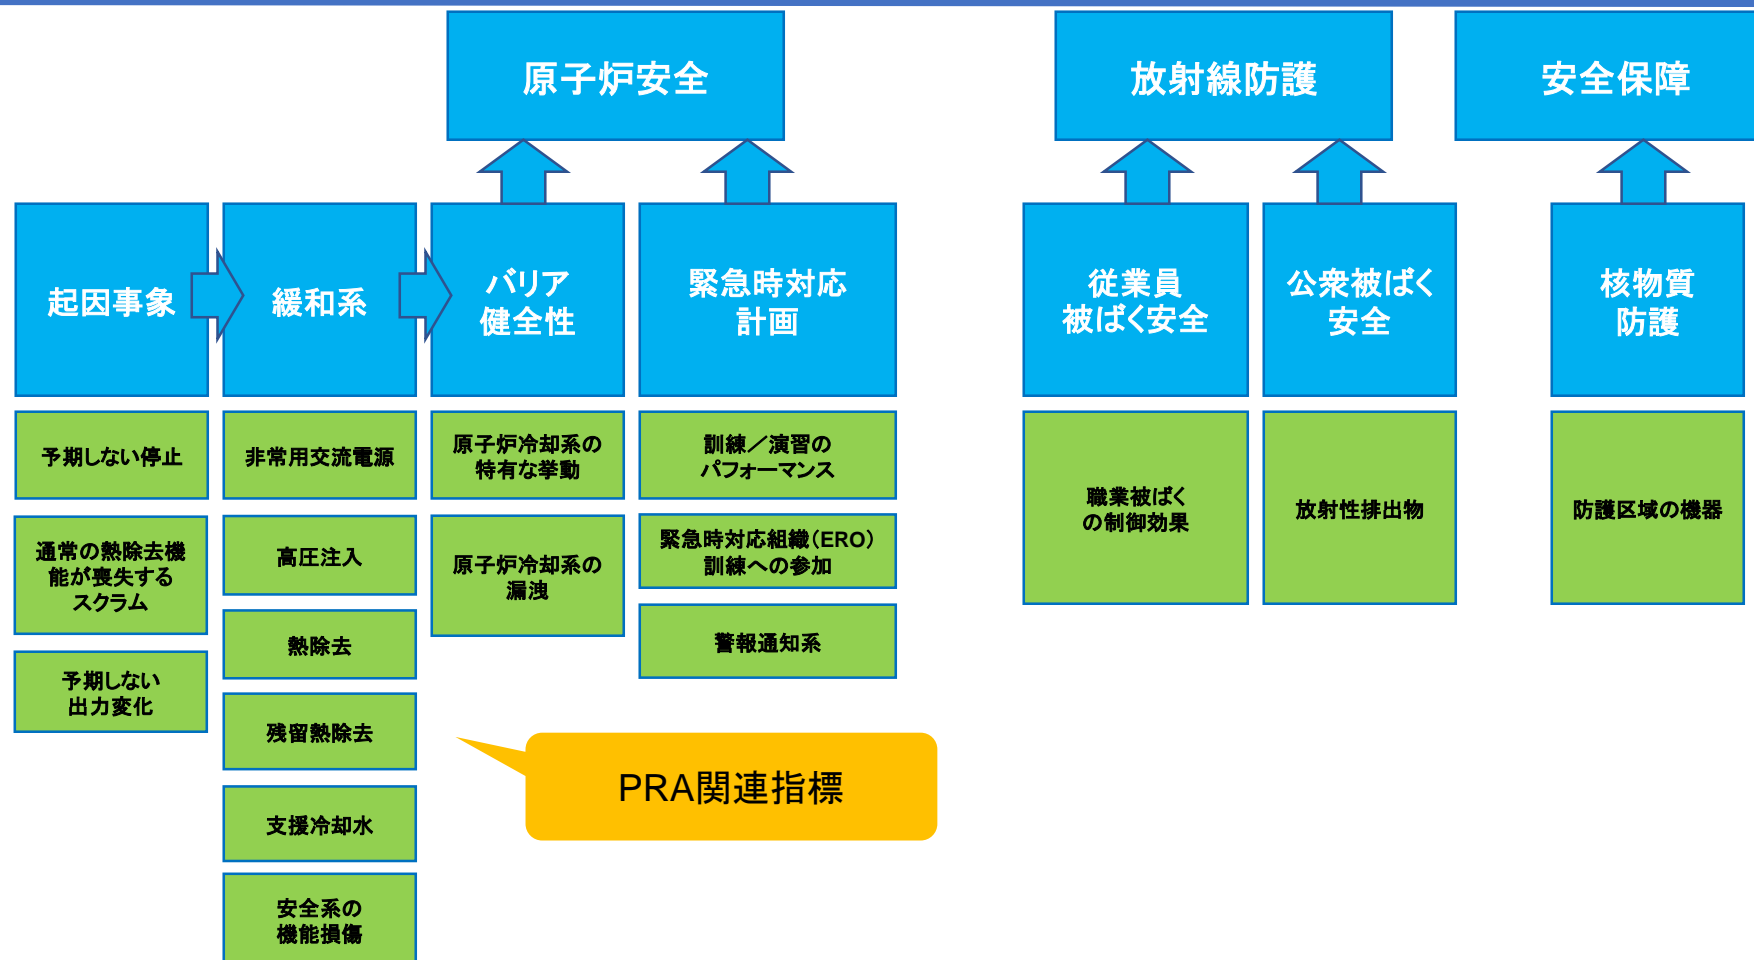 原子炉安全
放射線防護
安全保障
起因事象
緩和系
バリア
健全性
緊急時対応
計画
従業員
被ばく安全
公衆被ばく
安全
核物質
防護
予期しない停止
通常の熱除去機
能が喪失する
スクラム
予期しない
出力変化
非常用交流電源
高圧注入
熱除去
残留熱除去
支援冷却水
安全系の
機能損傷
原子炉冷却系の
特有な挙動
原子炉冷却系の
漏洩
訓練／演習の
パフォーマンス
緊急時対応組織(ERO)
訓練への参加
警報通知系
職業被ばく
の制御効果
放射性排出物
防護区域の機器
PRA関連指標